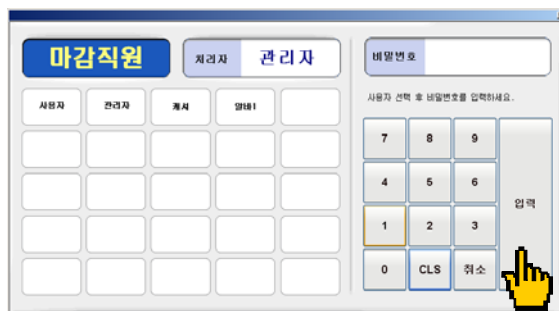 마감직원
처리자 관리자
사용자 관리자 캐셔 알바1
비밀번호
사용자 선택 후 비밀번호를 입력하세요.
7 8 9
4 5 6
입력
1 2 3
0 CLS 취소